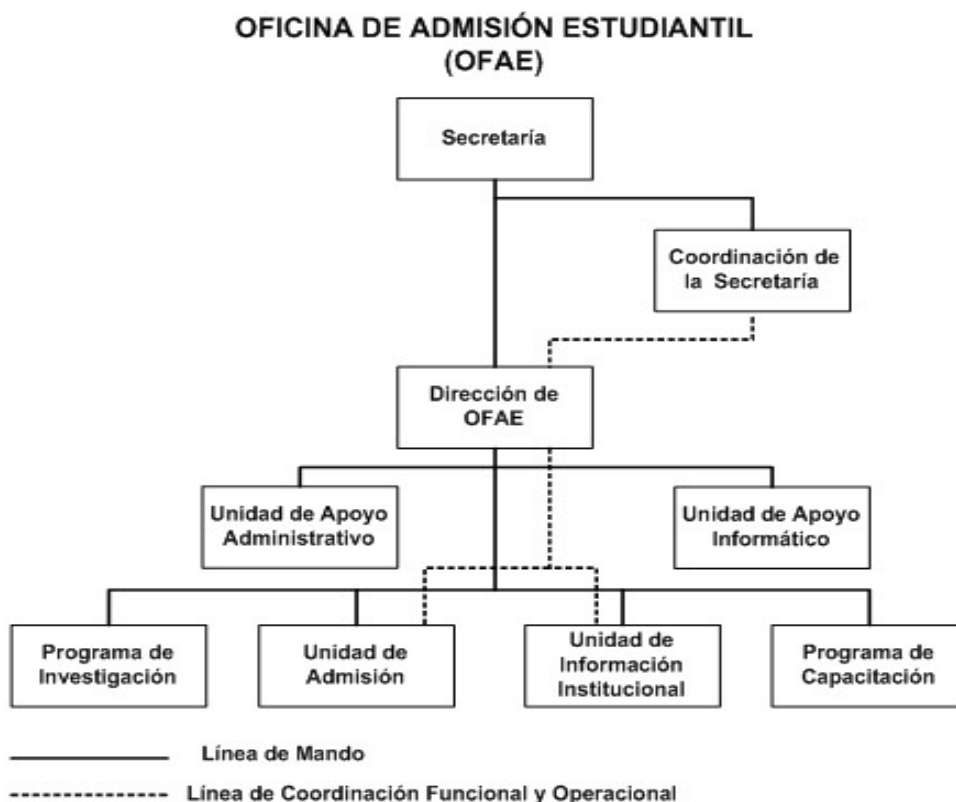 OFICINA DE ADMISIÓN ESTUDIANTIL
(OFAE)
Secretaría
Coordinación de
la Secretaría
Dirección de
OFAE
Unidad de Apoyo
Administrativo
Unidad de Apoyo
Informático
Programa de
Investigación
Unidad de
Admisión
Unidad de
Información
Institucional
Programa de
Capacitación
Línea de Mando
Línea de Coordinación Funcional y Operacional